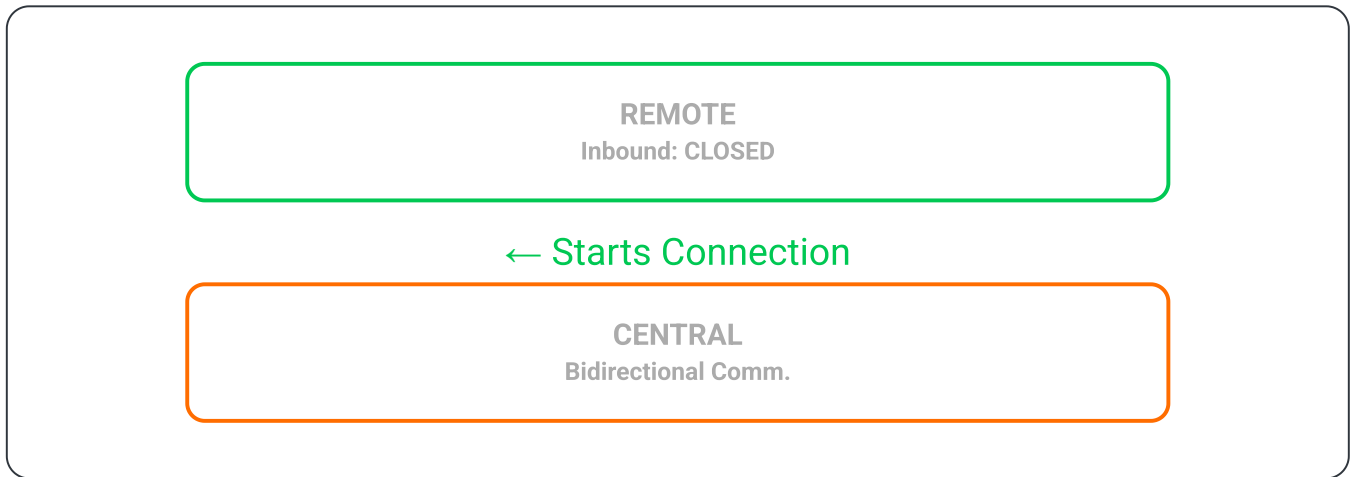 REMOTE
Inbound: CLOSED
← Starts Connection
CENTRAL
Bidirectional Comm.